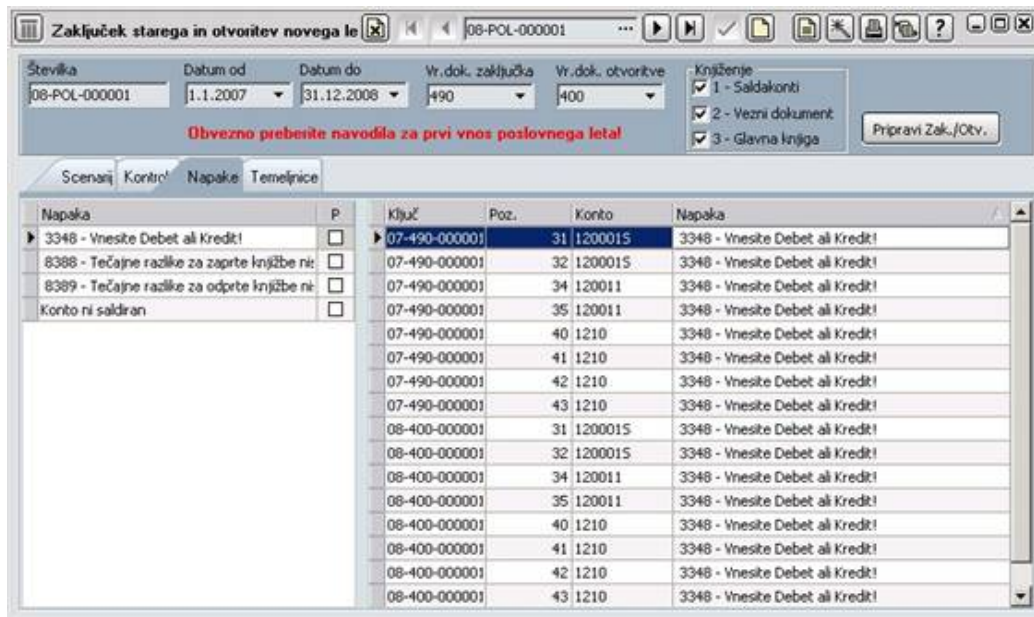 Zaključek starega in otvoritev novega le
08-POL-000001 ...
Številka Datum od Datum do Vr.dok. zaključka Vr.dok. otvoritve Knjiženje
08-POL-000001 1.1.2007 31.12.2008 490 400
1 - Saldakonti
2 - Vezni dokument
3 - Glavna knjiga
Pripravi Zak./Otv.
Obvezno preberite navodila za prvi vnos poslovnega leta!
Scenarij Kontrol Napake Temeljnice
Napaka P
3348 - Vnesite Debet ali Kredit!
8388 - Tečajne razlike za zaprte knjižbe nis
8389 - Tečajne razlike za odprte knjižbe nis
Konto ni saldiran
Ključ Poz. Konto Napaka
07-490-000001 31 1200015 3348 - Vnesite Debet ali Kredit!
07-490-000001 32 1200015 3348 - Vnesite Debet ali Kredit!
07-490-000001 34 120011 3348 - Vnesite Debet ali Kredit!
07-490-000001 35 120011 3348 - Vnesite Debet ali Kredit!
07-490-000001 40 1210 3348 - Vnesite Debet ali Kredit!
07-490-000001 41 1210 3348 - Vnesite Debet ali Kredit!
07-490-000001 42 1210 3348 - Vnesite Debet ali Kredit!
07-490-000001 43 1210 3348 - Vnesite Debet ali Kredit!
08-400-000001 31 1200015 3348 - Vnesite Debet ali Kredit!
08-400-000001 32 1200015 3348 - Vnesite Debet ali Kredit!
08-400-000001 34 120011 3348 - Vnesite Debet ali Kredit!
08-400-000001 35 120011 3348 - Vnesite Debet ali Kredit!
08-400-000001 40 1210 3348 - Vnesite Debet ali Kredit!
08-400-000001 41 1210 3348 - Vnesite Debet ali Kredit!
08-400-000001 42 1210 3348 - Vnesite Debet ali Kredit!
08-400-000001 43 1210 3348 - Vnesite Debet ali Kredit!